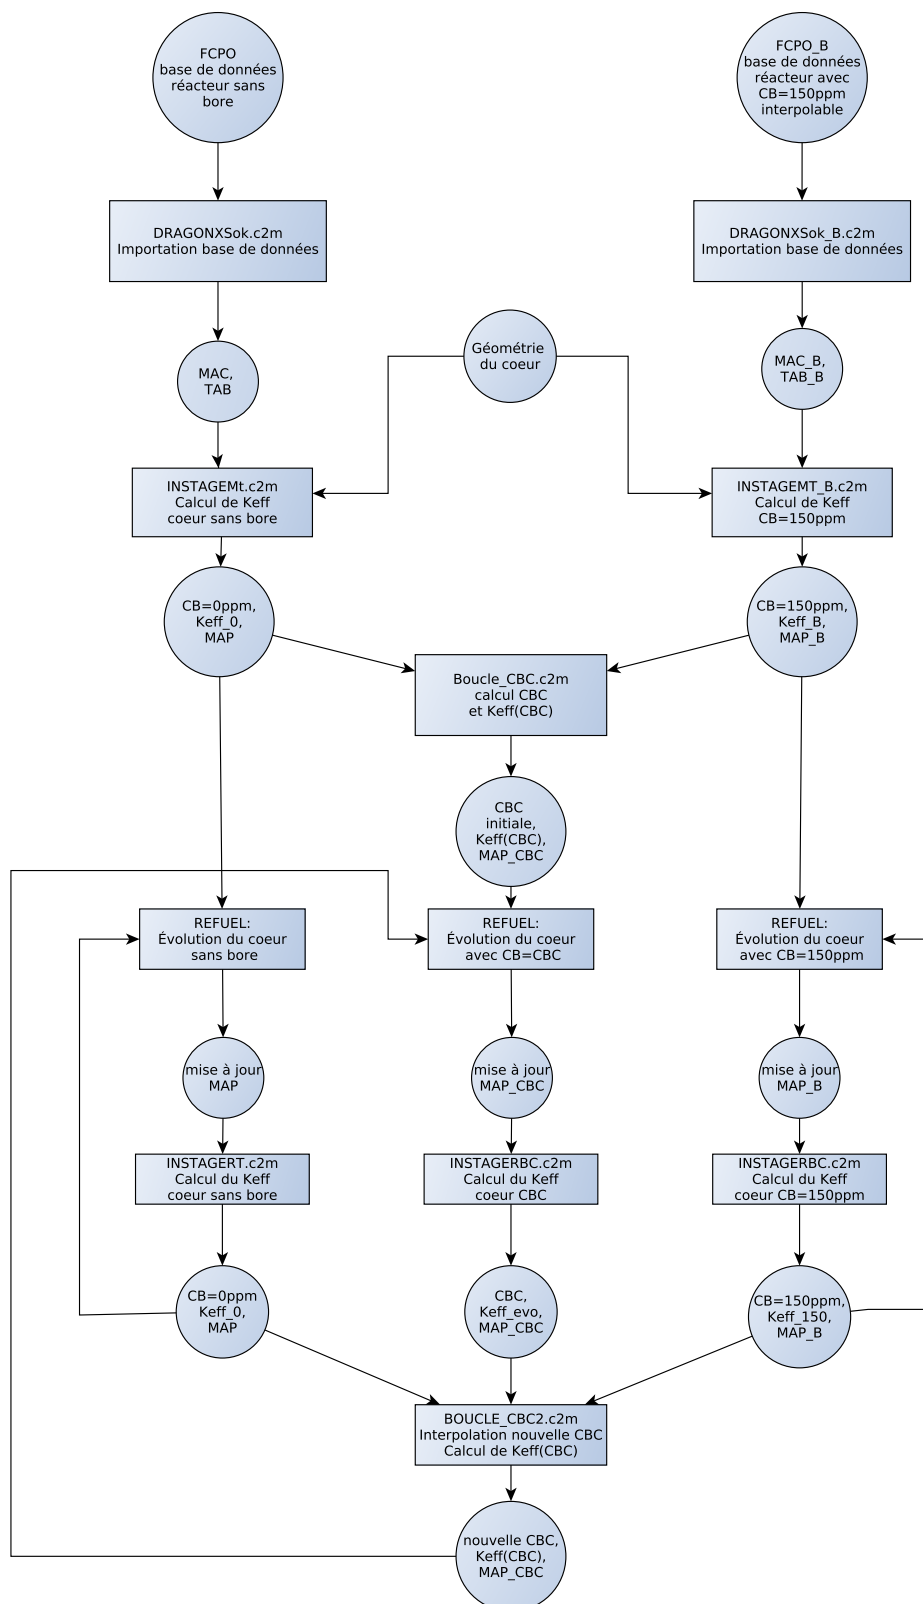 FCPO
base de données
réacteur sans
bore
FCPO_B
base de données
réacteur avec
CB=150ppm
interpolable
DRAGONXSok.c2m
Importation base de données
DRAGONXSok_B.c2m
Importation base de données
MAC,
TAB
Géométrie
du coeur
MAC_B,
TAB_B
INSTAGEMt.c2m
Calcul de Keff
coeur sans bore
INSTAGEMT_B.c2m
Calcul de Keff
CB=150ppm
CB=0ppm,
Keff_0,
MAP
CB=150ppm,
Keff_B,
MAP_B
Boucle_CBC.c2m
calcul CBC
et Keff(CBC)
CBC
initiale,
Keff(CBC),
MAP_CBC
REFUEL:
Évolution du coeur
sans bore
REFUEL:
Évolution du coeur
avec CB=CBC
REFUEL:
Évolution du coeur
avec CB=150ppm
mise à jour
MAP
mise à jour
MAP_CBC
mise à jour
MAP_B
INSTAGERT.c2m
Calcul du Keff
coeur sans bore
INSTAGERBC.c2m
Calcul du Keff
coeur CBC
INSTAGERBC.c2m
Calcul du Keff
coeur CB=150ppm
CB=0ppm
Keff_0,
MAP
CBC,
Keff_evo,
MAP_CBC
CB=150ppm,
Keff_150,
MAP_B
BOUCLE_CBC2.c2m
Interpolation nouvelle CBC
Calcul de Keff(CBC)
nouvelle CBC,
Keff(CBC),
MAP_CBC